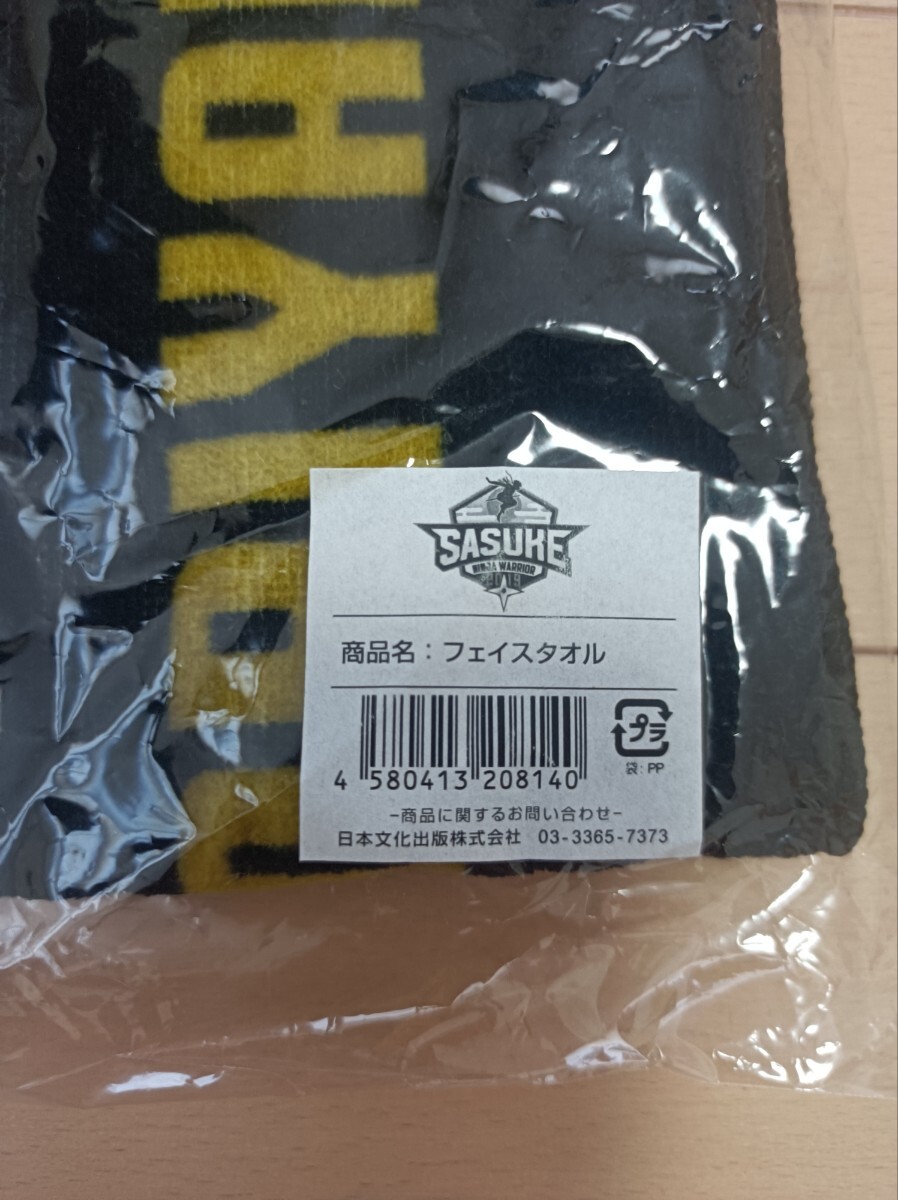 SASUKE
NINJA WARRIOR
2019
商品名：フェイスタオル
プラ
袋：PP
4 580413 208140
−商品に関するお問い合わせ−
日本文化出版株式会社 03-3365-7373